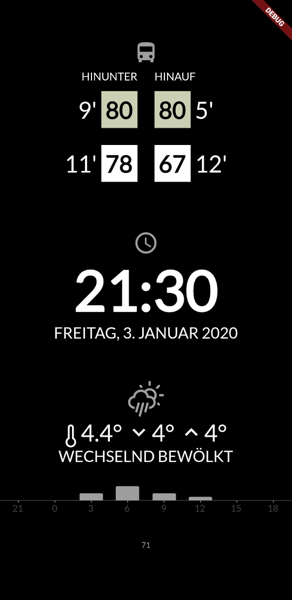 DEBUG
HINUNTER HINAUF
9' 80 80 5'
11' 78 67 12'
21:30
FREITAG, 3. JANUAR 2020
4.4° 4° 4°
WECHSELND BEWÖLKT
21 0 3 6 9 12 15 18
71